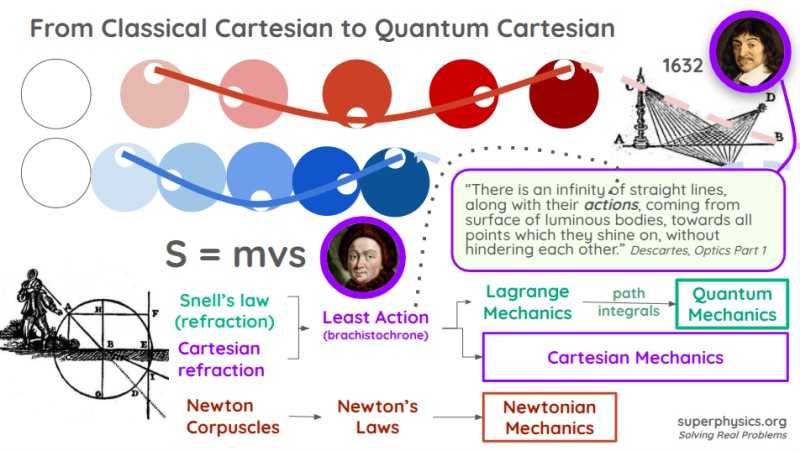 From Classical Cartesian to Quantum Cartesian
1632
C
D
A
B
"There is an infinity of straight lines,
along with their actions, coming from
surface of luminous bodies, towards all
points which they shine on, without
hindering each other." Descartes, Optics Part 1
S = mvs
Snell's law
(refraction)
Cartesian
refraction
Least Action
(brachistochrone)
Lagrange
Mechanics
path
integrals
Quantum
Mechanics
Cartesian Mechanics
A
H
F
B
E
I
D
Newton
Corpuscles
Newton's
Laws
Newtonian
Mechanics
superphysics.org
Solving Real Problems